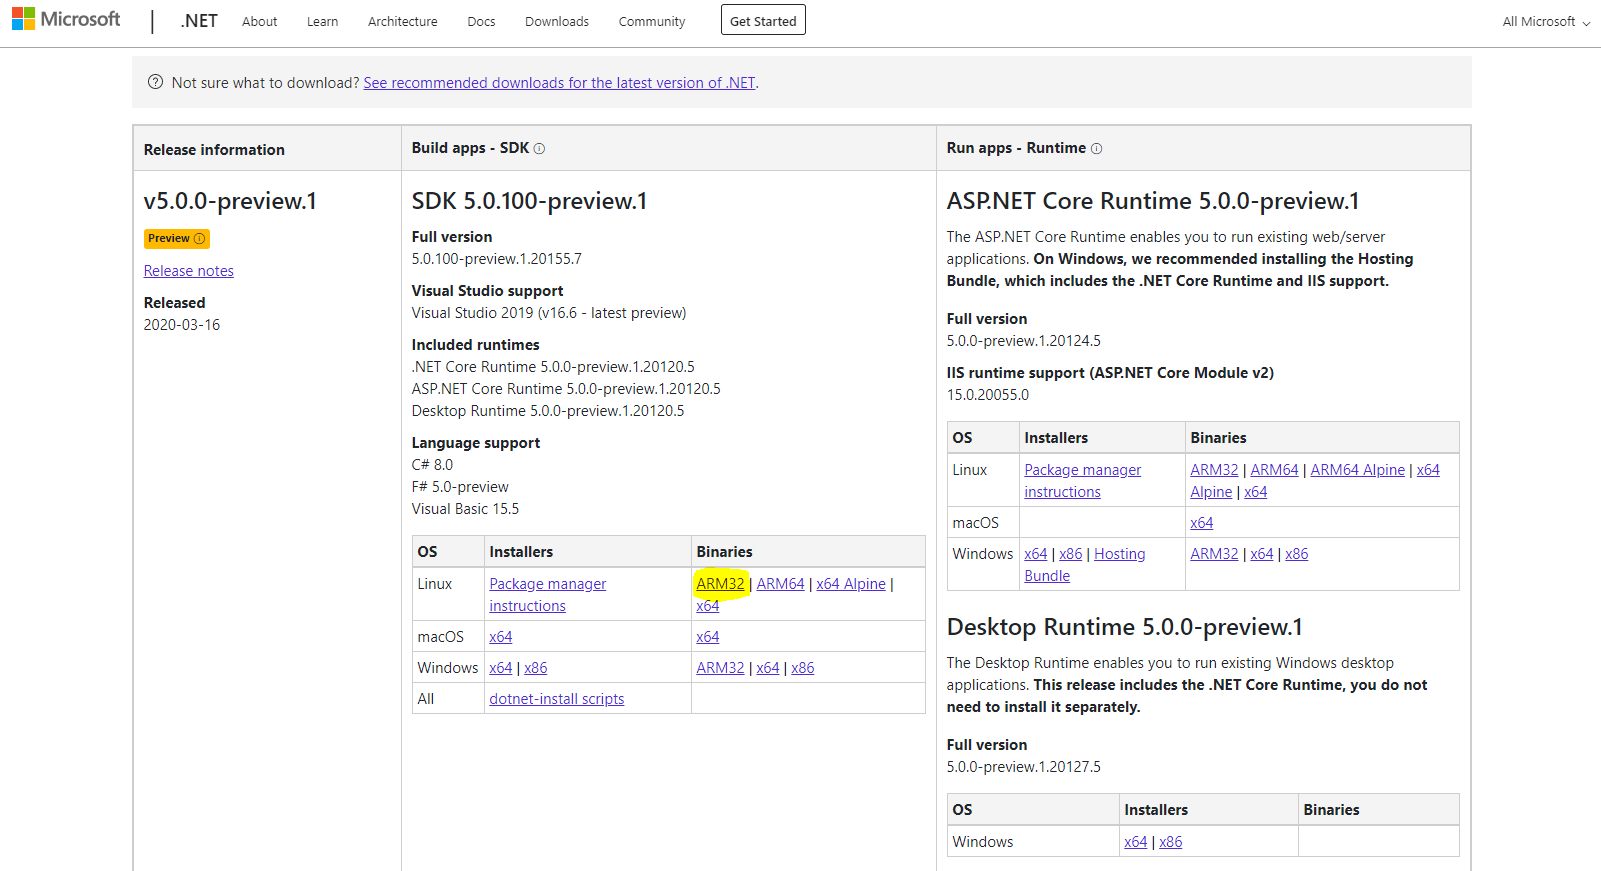 Microsoft | .NET About Learn Architecture Docs Downloads Community Get Started All Microsoft
Not sure what to download? See recommended downloads for the latest version of .NET.
Release information
v5.0.0-preview.1
Preview
Release notes
Released
2020-03-16
Build apps - SDK
SDK 5.0.100-preview.1
Full version
5.0.100-preview.1.20155.7
Visual Studio support
Visual Studio 2019 (v16.6 - latest preview)
Included runtimes
.NET Core Runtime 5.0.0-preview.1.20120.5
ASP.NET Core Runtime 5.0.0-preview.1.20120.5
Desktop Runtime 5.0.0-preview.1.20120.5
Language support
C# 8.0
F# 5.0-preview
Visual Basic 15.5
OS Installers Binaries
Linux Package manager ARM32 | ARM64 | x64 Alpine |
instructions x64
macOS x64 x64
Windows x64 | x86 ARM32 | x64 | x86
All dotnet-install scripts
Run apps - Runtime
ASP.NET Core Runtime 5.0.0-preview.1
The ASP.NET Core Runtime enables you to run existing web/server
applications. On Windows, we recommended installing the Hosting
Bundle, which includes the .NET Core Runtime and IIS support.
Full version
5.0.0-preview.1.20124.5
IIS runtime support (ASP.NET Core Module v2)
15.0.20055.0
OS Installers Binaries
Linux Package manager ARM32 | ARM64 | ARM64 Alpine | x64
instructions Alpine | x64
macOS x64
Windows x64 | x86 | Hosting ARM32 | x64 | x86
Bundle
Desktop Runtime 5.0.0-preview.1
The Desktop Runtime enables you to run existing Windows desktop
applications. This release includes the .NET Core Runtime, you do not
need to install it separately.
Full version
5.0.0-preview.1.20127.5
OS Installers Binaries
Windows x64 | x86